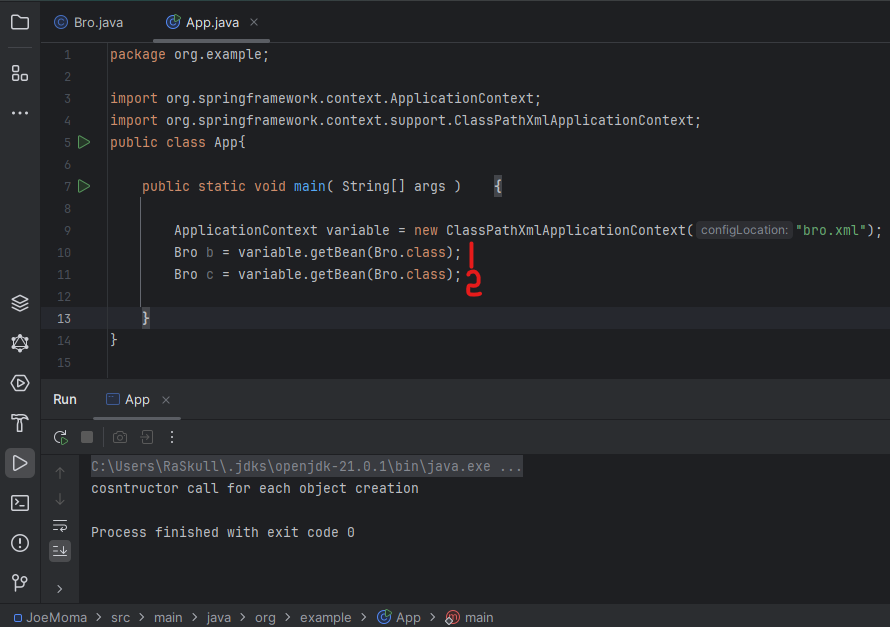 Bro.java
App.java
1 package org.example;
2
3 import org.springframework.context.ApplicationContext;
4 import org.springframework.context.support.ClassPathXmlApplicationContext;
5 public class App{
6
7 public static void main( String[] args ) {
8
9 ApplicationContext variable = new ClassPathXmlApplicationContext( configLocation: "bro.xml");
10 Bro b = variable.getBean(Bro.class); 1
11 Bro c = variable.getBean(Bro.class); 2
12
13 }
14 }
15
Run App
C:\Users\RaSkull\.jdks\openjdk-21.0.1\bin\java.exe ...
cosntructor call for each object creation
Process finished with exit code 0
JoeMoma > src > main > java > org > example > App > main